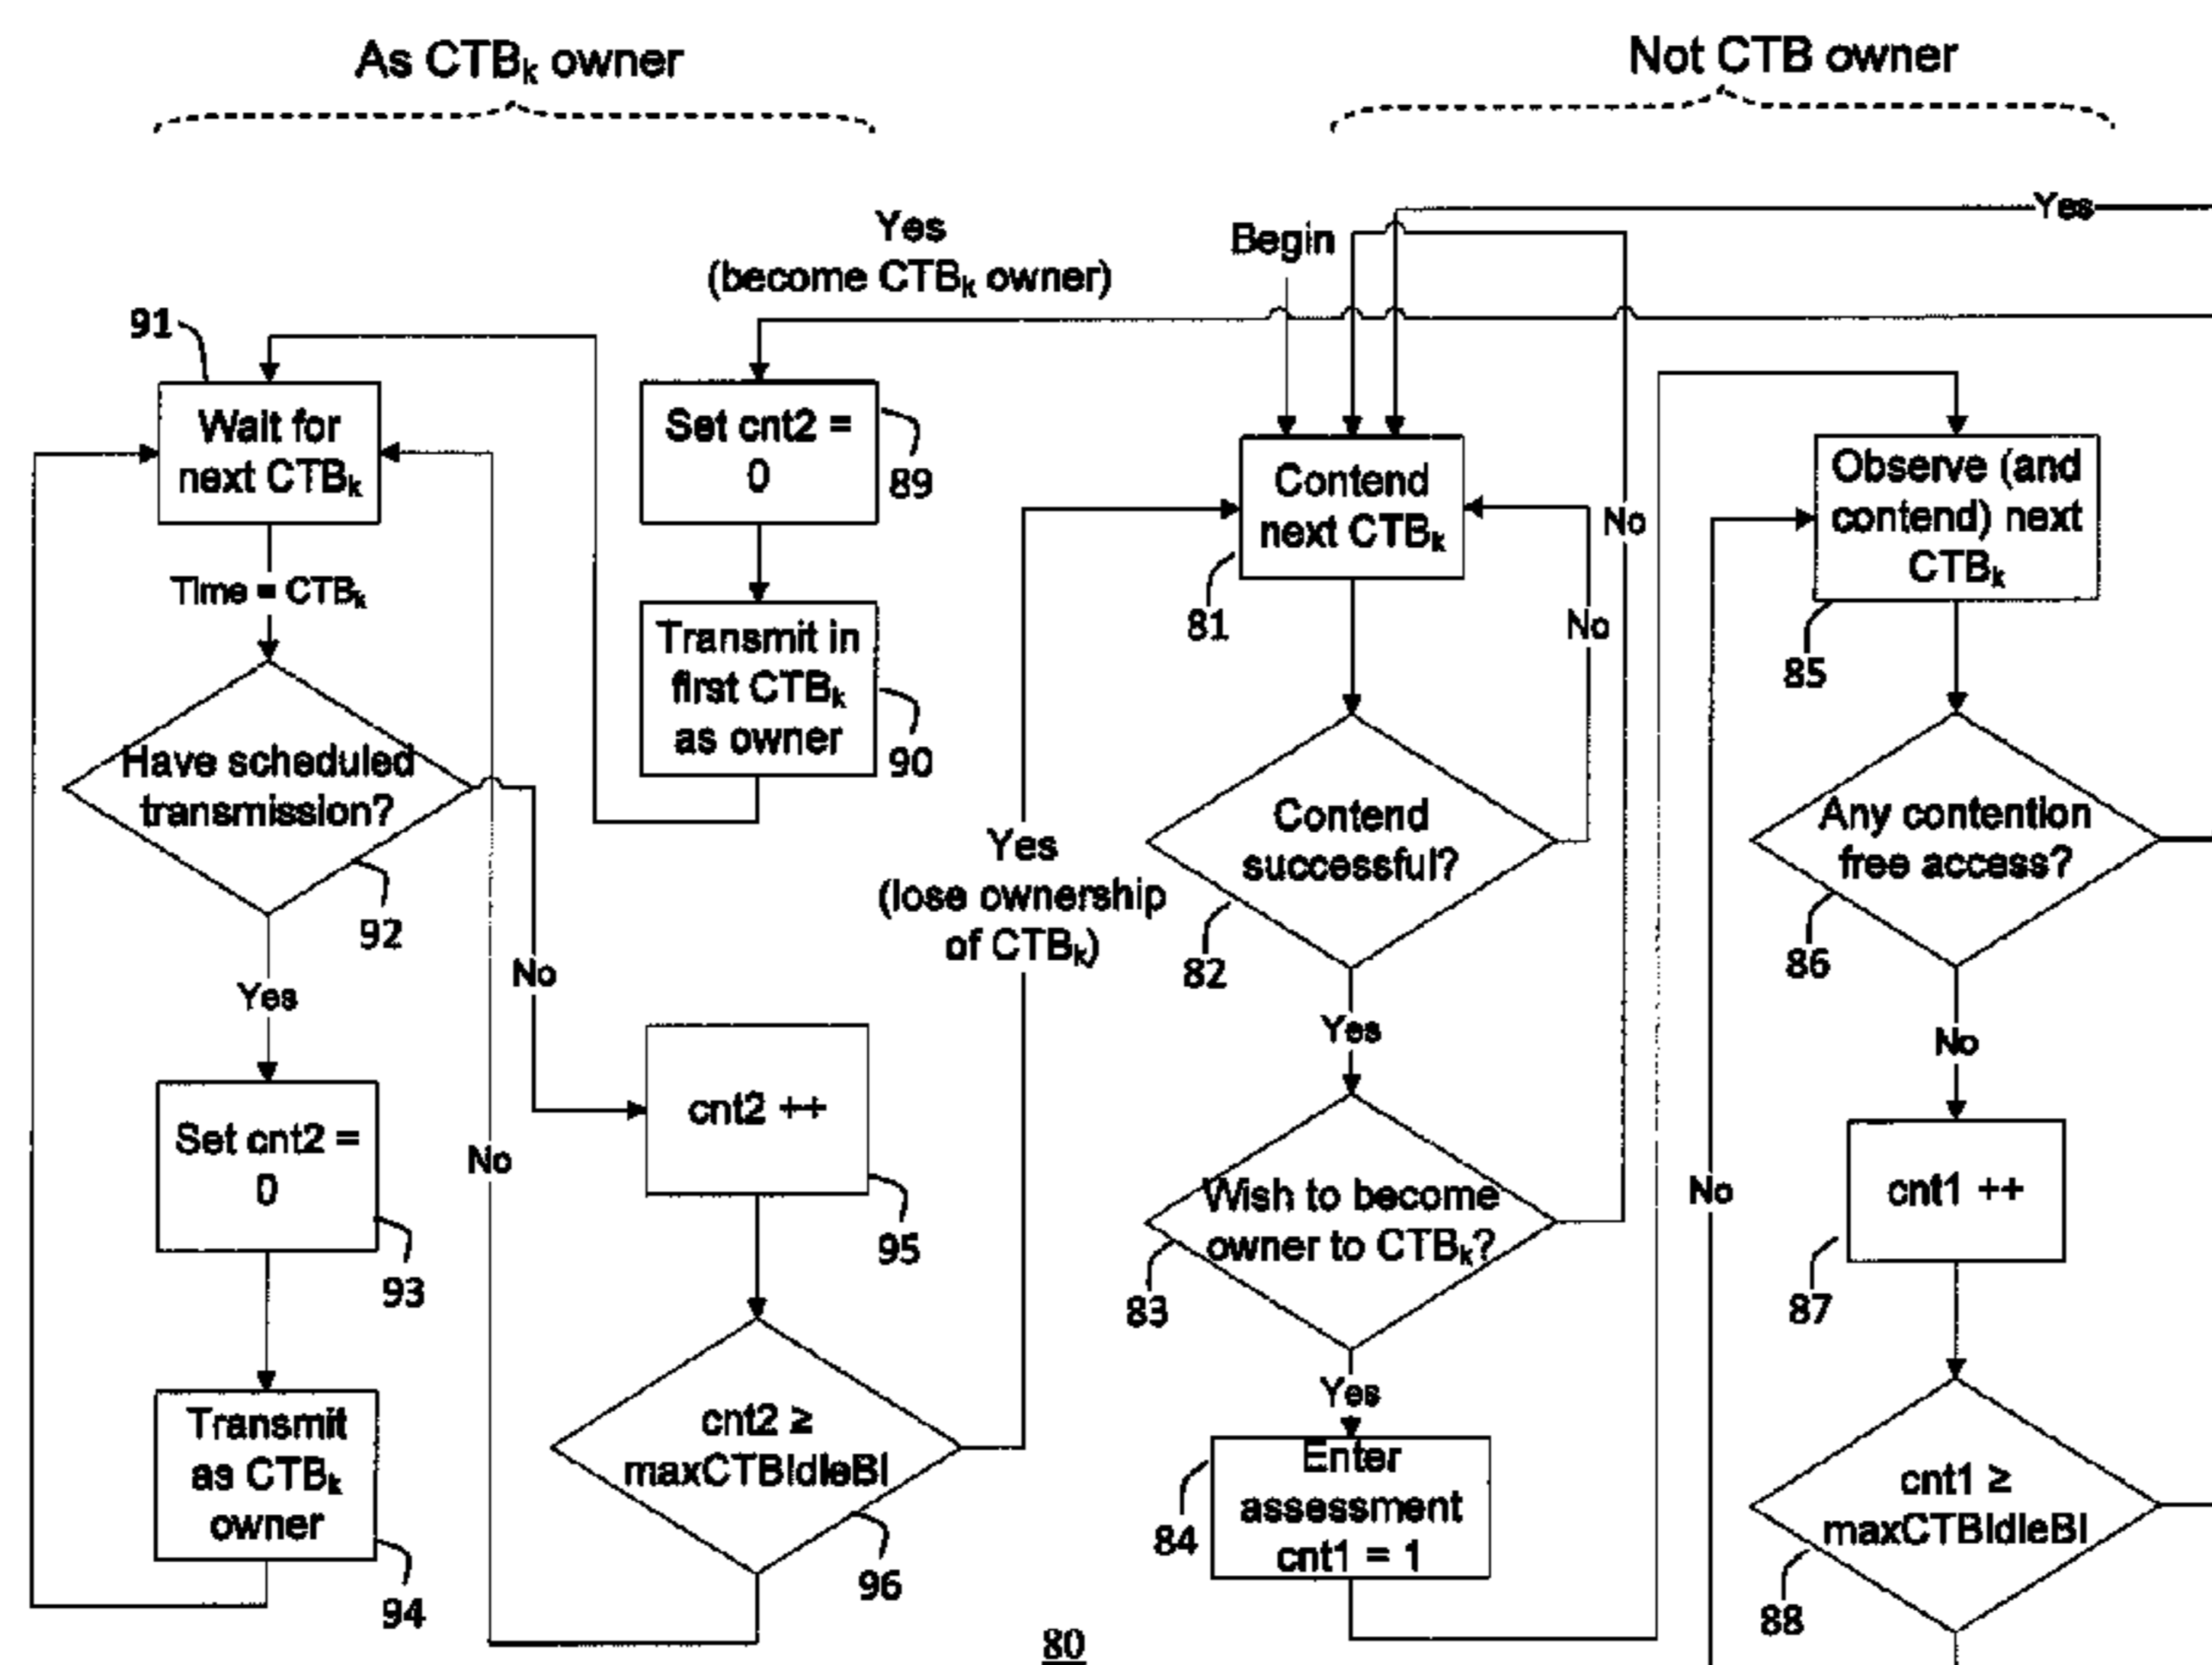 As CTBk owner
Not CTB owner
Yes
Yes
(become CTBk owner)
Begin
91
Wait for
next CTBk
Set cnt2 =
0
89
Contend
next CTBk
81
No
No
Observe (and
contend) next
CTBk
85
Time = CTBk
Transmit in
first CTBk
as owner
90
Have scheduled
transmission?
92
Yes
(lose ownership
of CTBk)
Contend
successful?
82
Any contention
free access?
86
Yes
No
Yes
No
Set cnt2 =
0
93
cnt2 ++
95
No
Wish to become
owner to CTBk?
83
No
cnt1 ++
87
Transmit
as CTBk
owner
94
cnt2 ≥
maxCTBIdleBI
96
Yes
Enter
assessment
cnt1 = 1
84
cnt1 ≥
maxCTBIdleBI
88
80